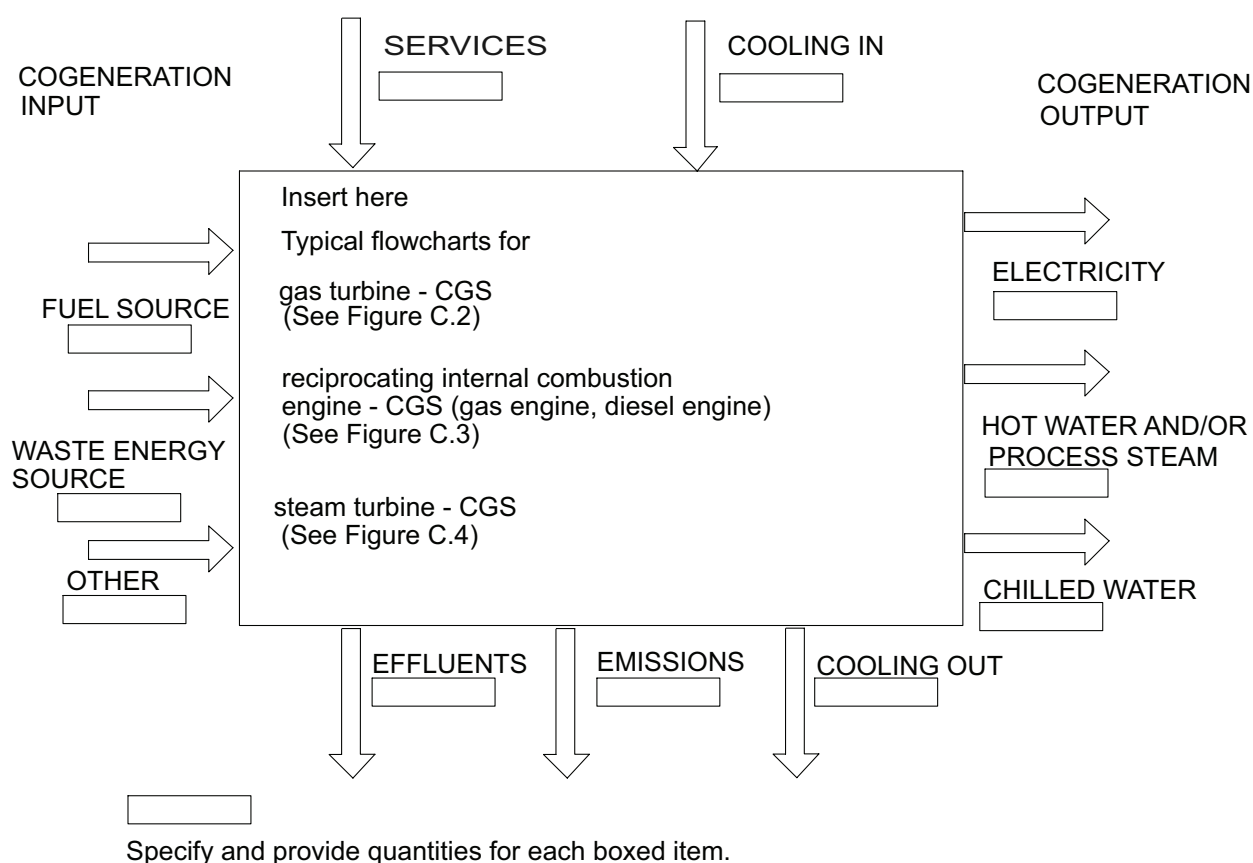 SERVICES
COOLING IN
COGENERATION
INPUT
COGENERATION
OUTPUT
Insert here
Typical flowcharts for
gas turbine - CGS
(See Figure C.2)
reciprocating internal combustion
engine - CGS (gas engine, diesel engine)
(See Figure C.3)
steam turbine - CGS
(See Figure C.4)
FUEL SOURCE
WASTE ENERGY
SOURCE
OTHER
ELECTRICITY
HOT WATER AND/OR
PROCESS STEAM
CHILLED WATER
EFFLUENTS
EMISSIONS
COOLING OUT
Specify and provide quantities for each boxed item.